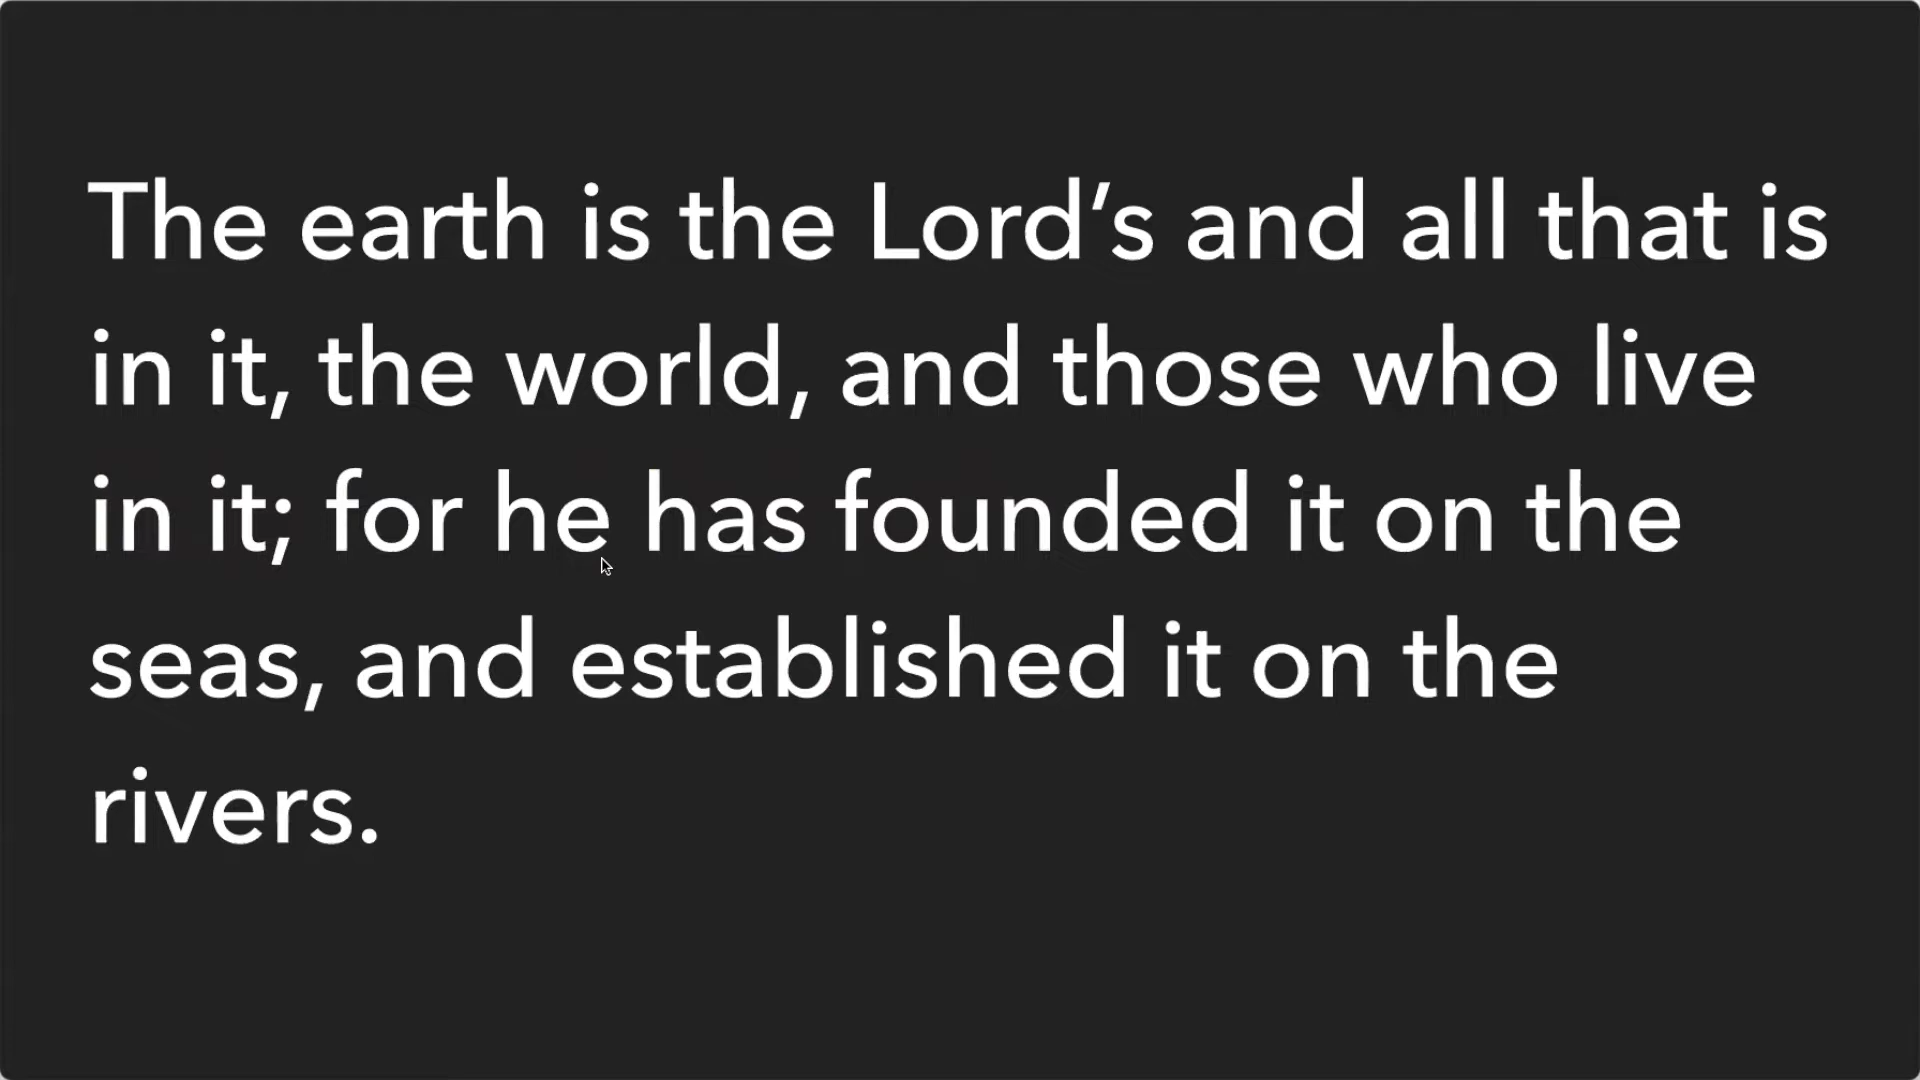 The earth is the Lord’s and all that is
in it, the world, and those who live
in it; for he has founded it on the
seas, and established it on the
rivers.